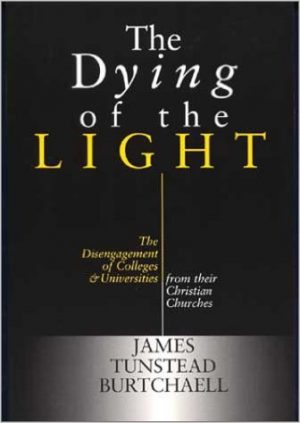 The
Dying
of the
LIGHT
The
Disengagement
of Colleges
& Universities
from their
Christian
Churches
JAMES
TUNSTEAD
BURTCHAELL